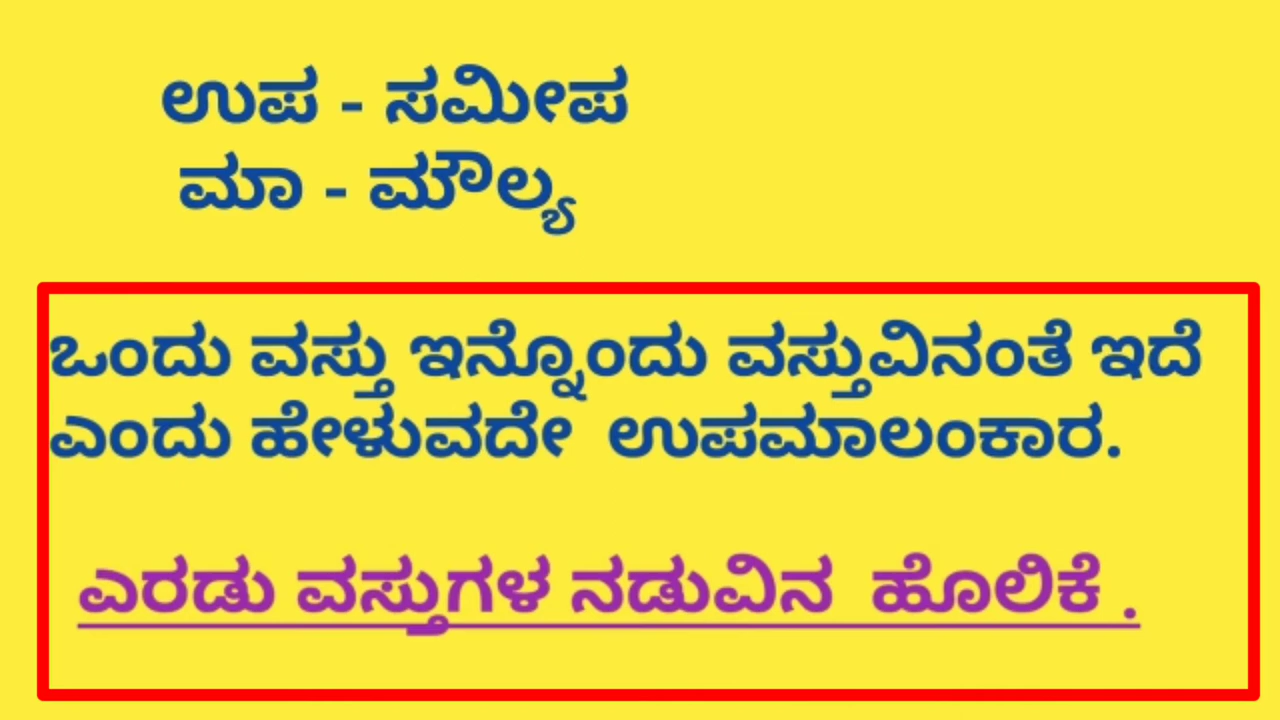 ಉಪ - ಸಮೀಪ
ಮಾ - ಮೌಲ್ಯ
ಒಂದು ವಸ್ತು ಇನ್ನೊಂದು ವಸ್ತುವಿನಂತೆ ಇದೆ
ಎಂದು ಹೇಳುವದೇ ಉಪಮಾಲಂಕಾರ.
ಎರಡು ವಸ್ತುಗಳ ನಡುವಿನ ಹೊಲಿಕೆ .